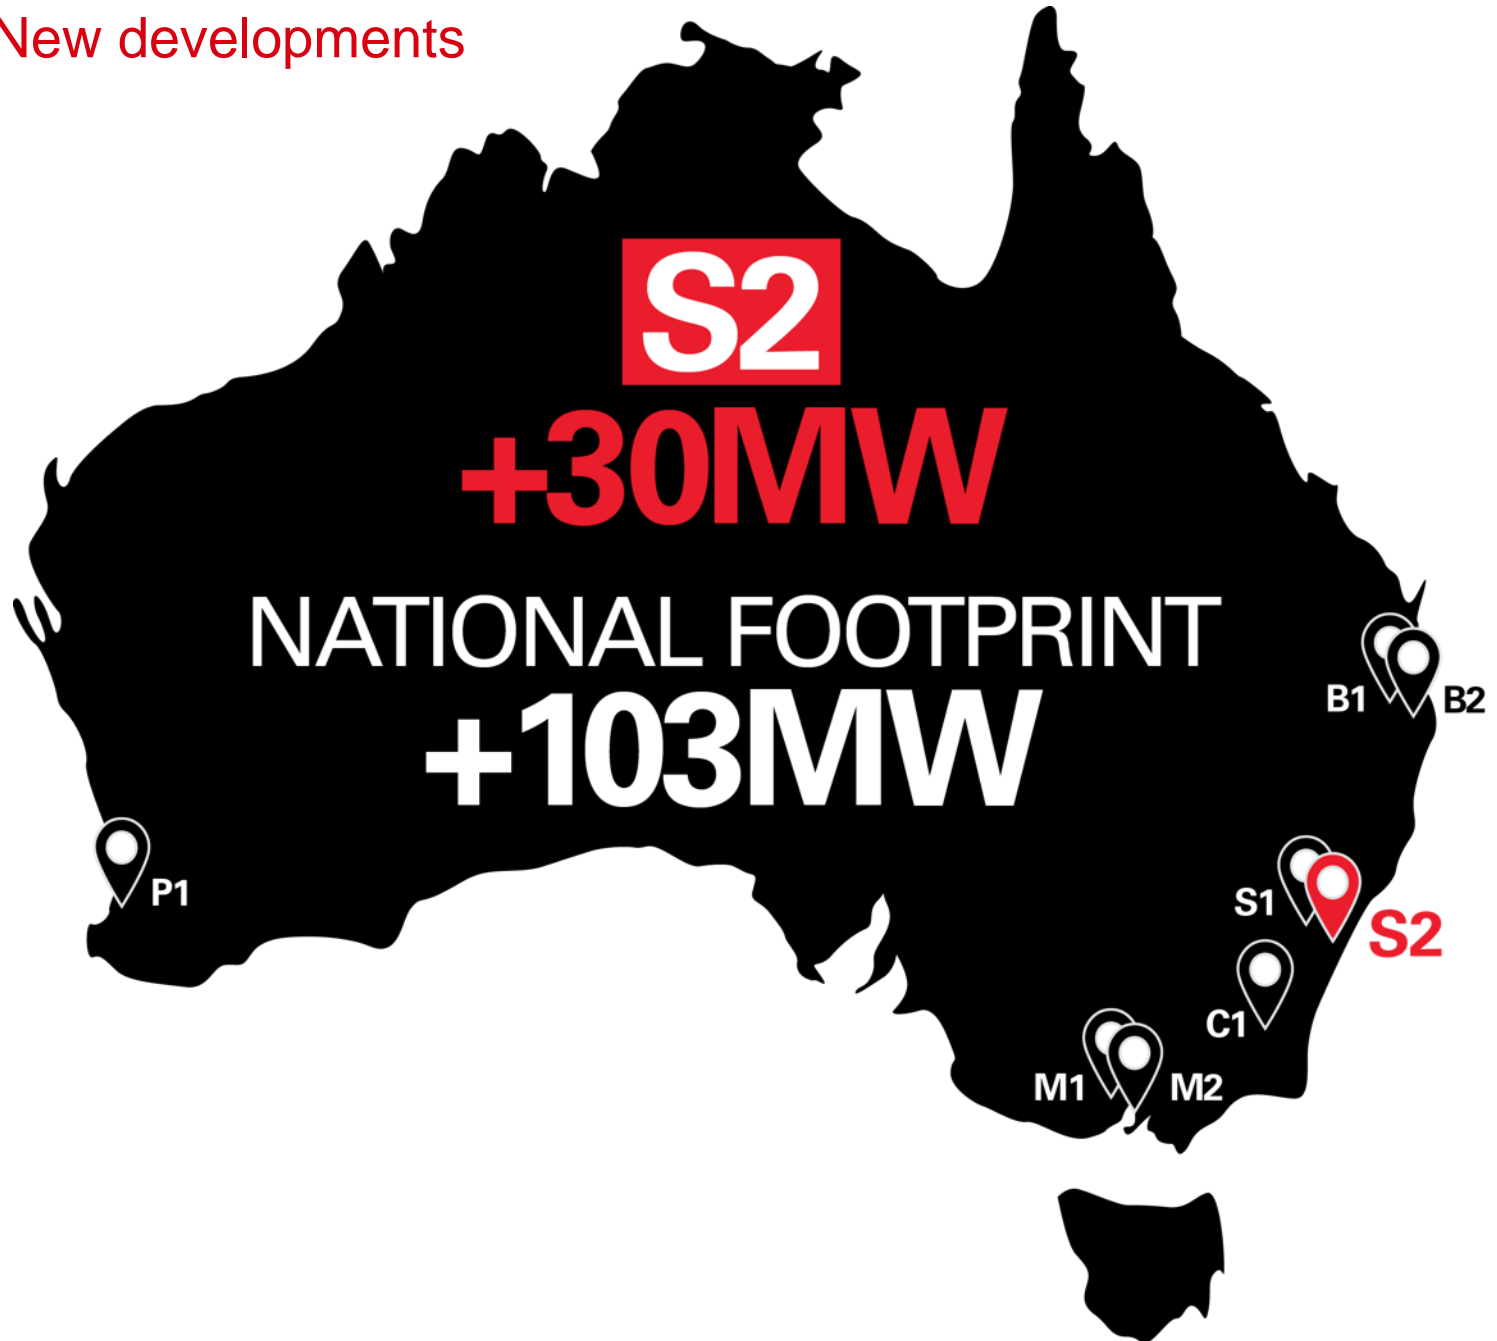 New developments
S2
+30MW
NATIONAL FOOTPRINT
+103MW
B1
B2
P1
S1
S2
C1
M1
M2